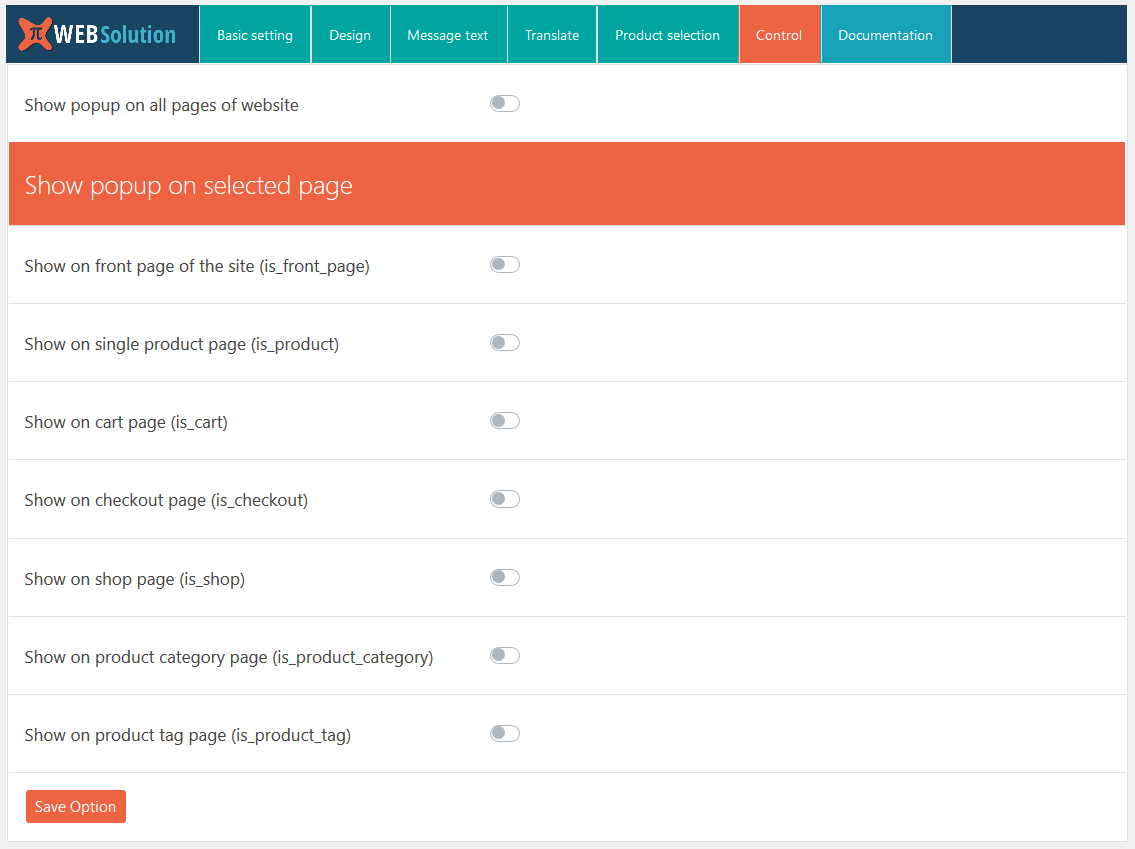 π WEBSolution
Basic setting
Design
Message text
Translate
Product selection
Control
Documentation
Show popup on all pages of website
Show popup on selected page
Show on front page of the site (is_front_page)
Show on single product page (is_product)
Show on cart page (is_cart)
Show on checkout page (is_checkout)
Show on shop page (is_shop)
Show on product category page (is_product_category)
Show on product tag page (is_product_tag)
Save Option